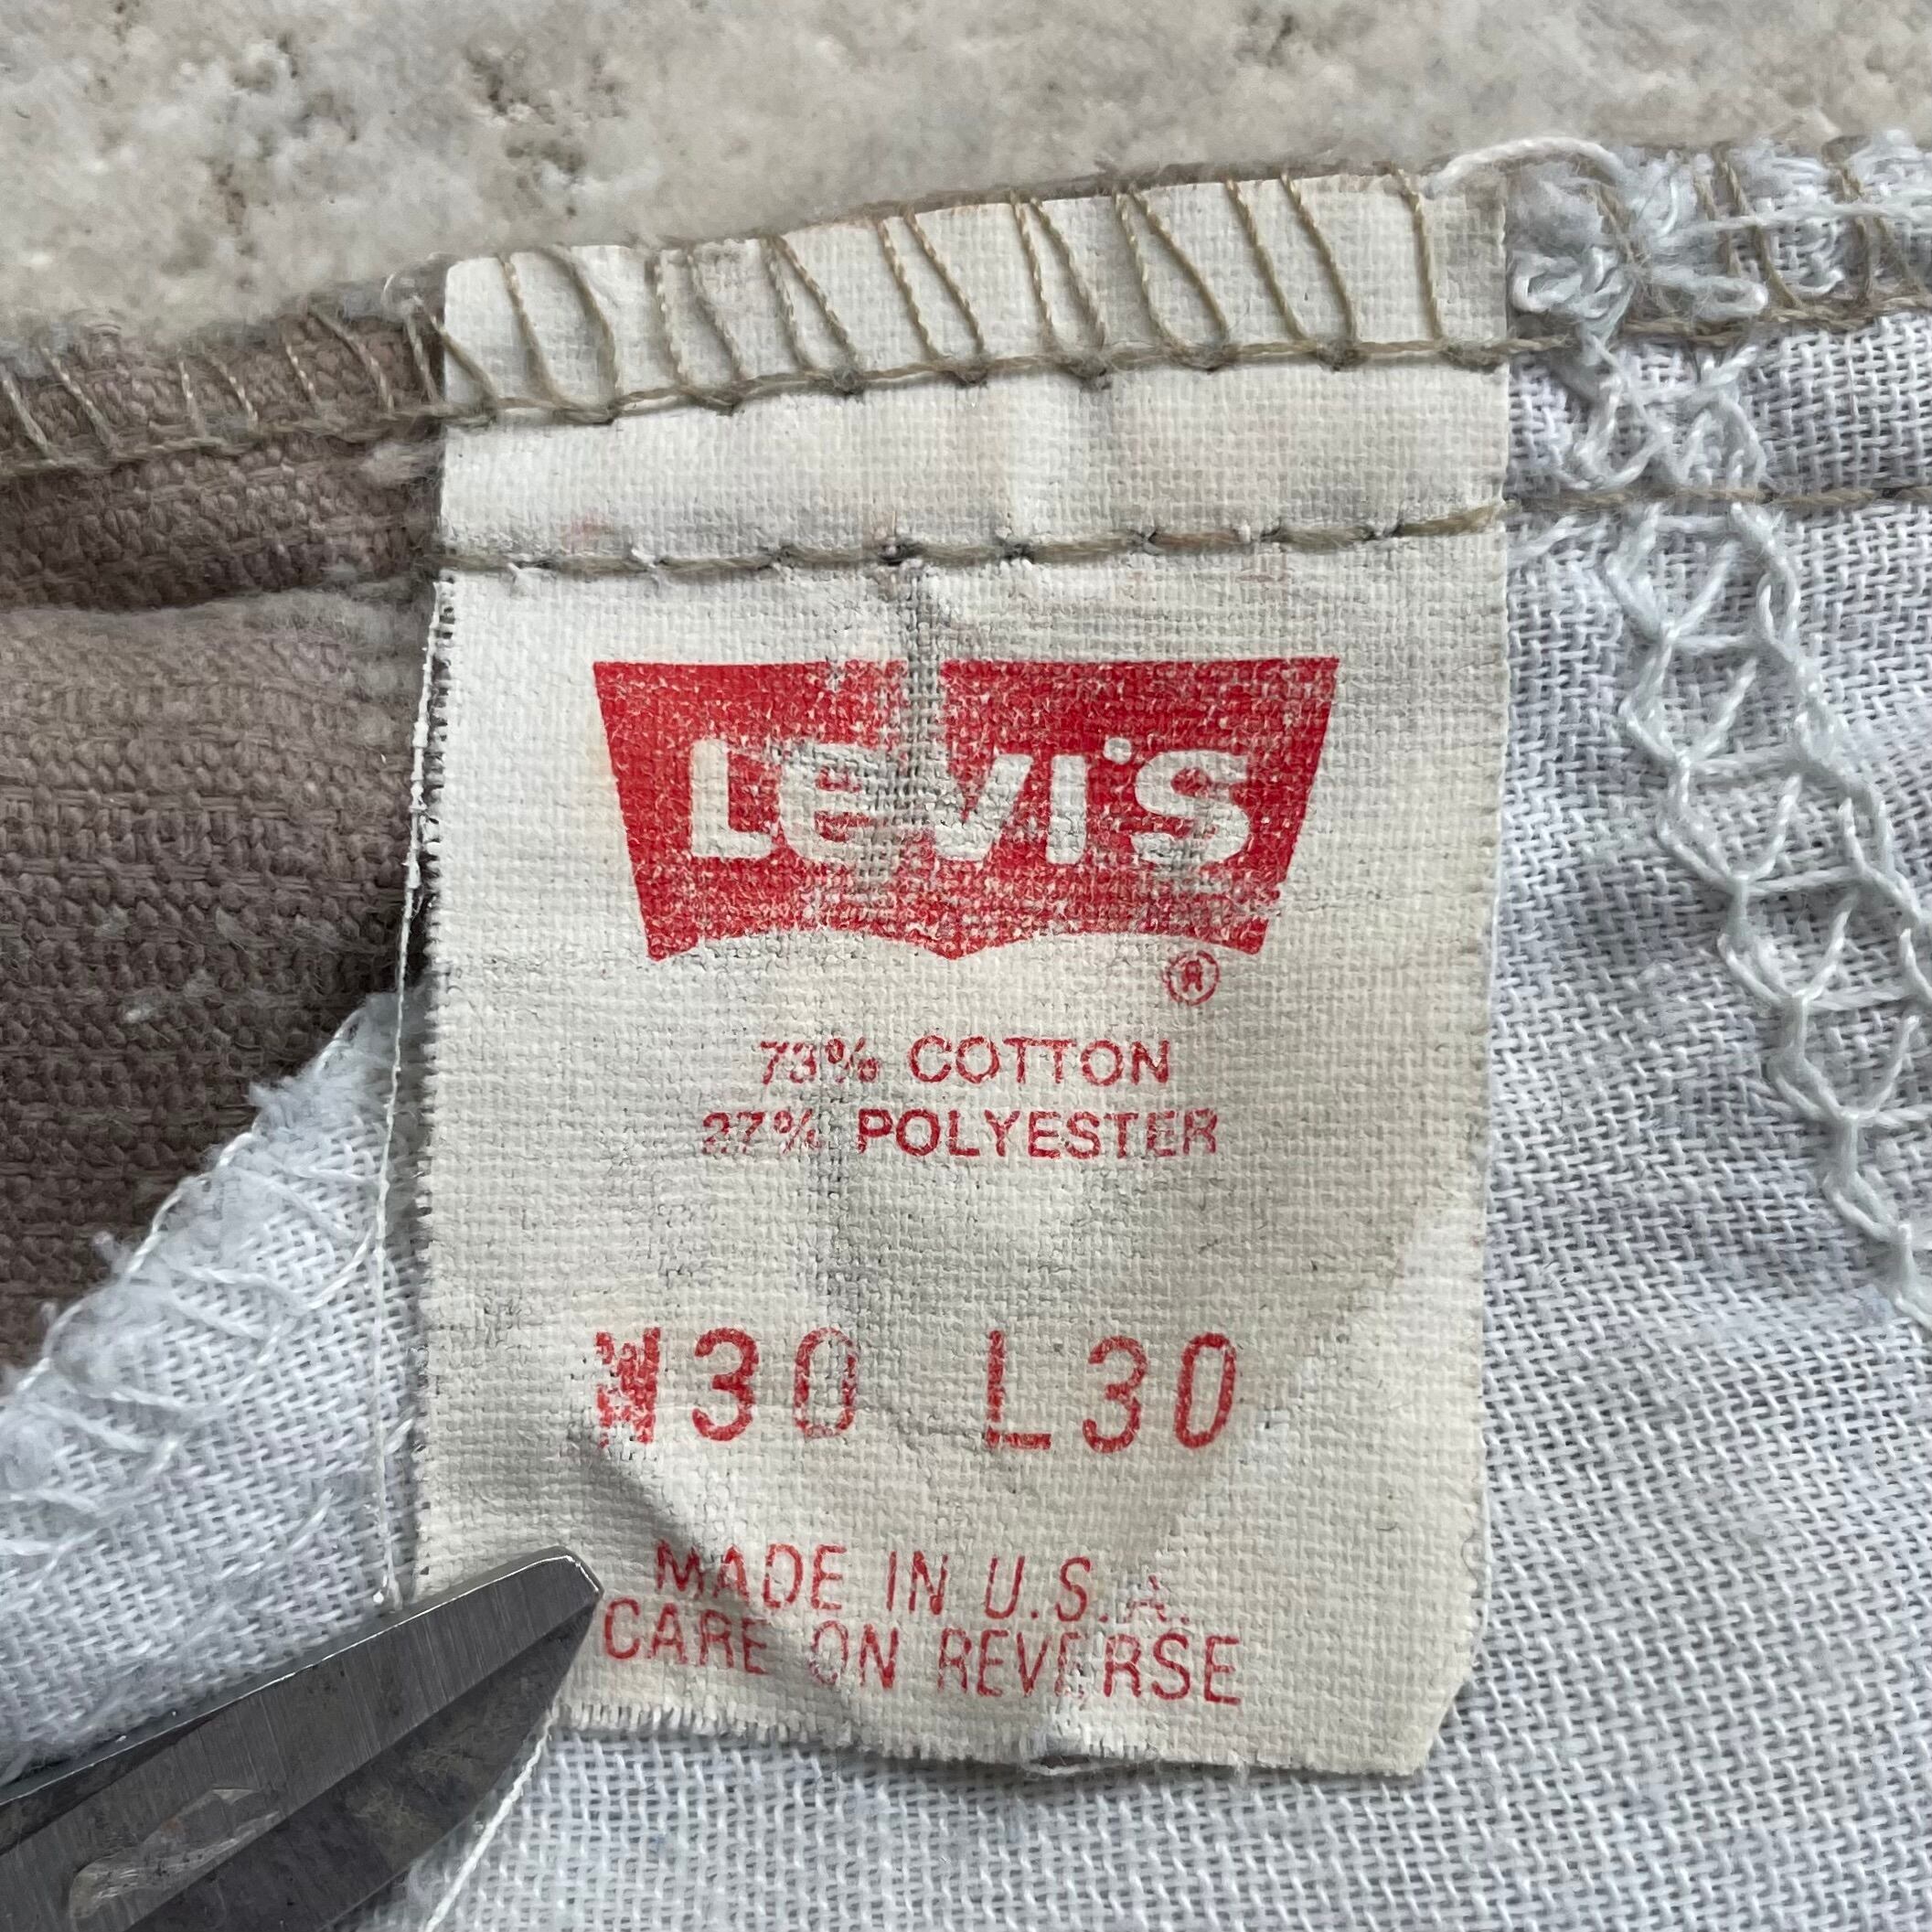 LEVI'S
®
73% COTTON
27% POLYESTER
W30 L30
MADE IN U.S.A.
CARE ON REVERSE